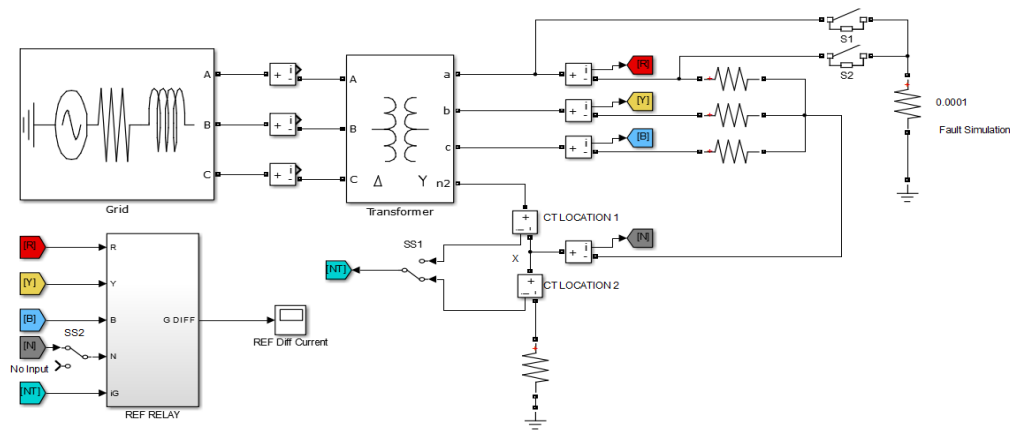 S1
S2
A
B
C
+
i
-
+
i
-
+
i
-
A
B
C
a
b
c
n2
Δ
Y
+
i
-
[R]
+
i
-
[Y]
+
i
-
[B]
+
+
+
+
0.0001
Fault Simulation
Grid
Transformer
+
i
-
CT LOCATION 1
+
i
-
[N]
X
+
i
-
CT LOCATION 2
SS1
[NT]
+
[R]
[Y]
[B]
[N]
SS2
No Input
[NT]
R
Y
B
N
iG
G DIFF
REF RELAY
REF Diff Current